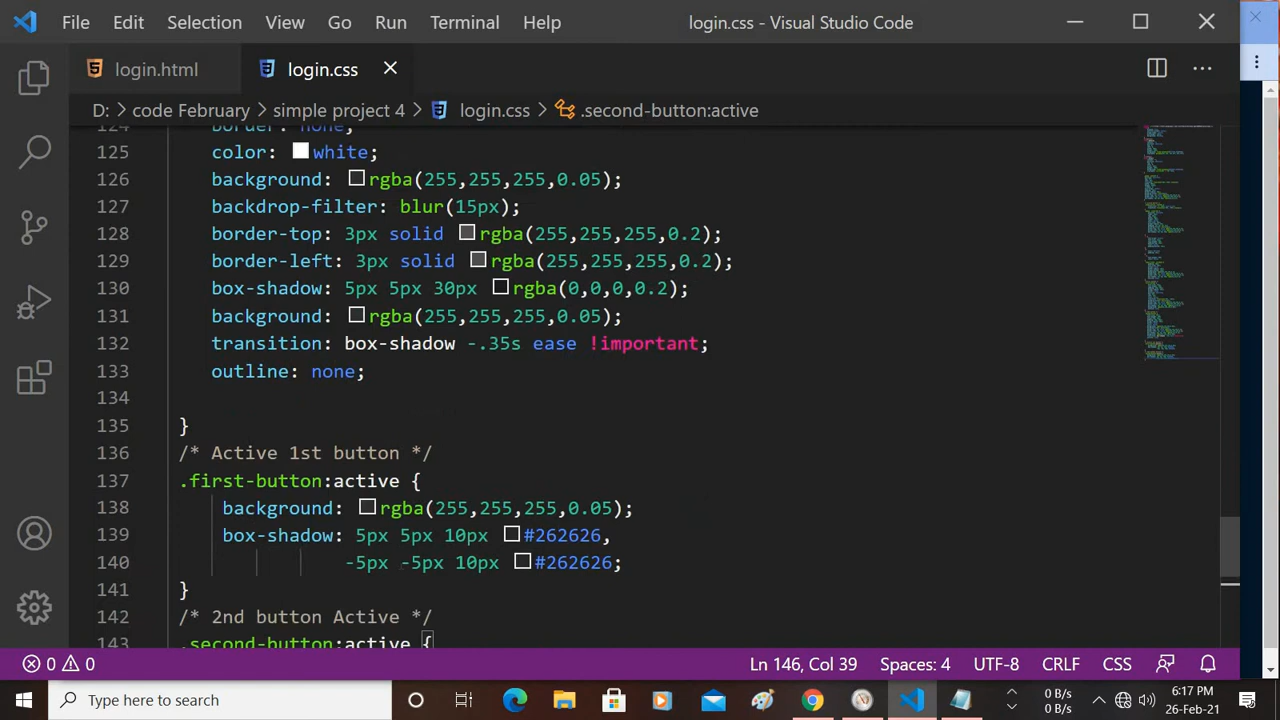 File Edit Selection View Go Run Terminal Help login.css - Visual Studio Code
login.html login.css
D: > code February > simple project 4 > login.css > .second-button:active
124 border: none;
125 color: white;
126 background: rgba(255,255,255,0.05);
127 backdrop-filter: blur(15px);
128 border-top: 3px solid rgba(255,255,255,0.2);
129 border-left: 3px solid rgba(255,255,255,0.2);
130 box-shadow: 5px 5px 30px rgba(0,0,0,0.2);
131 background: rgba(255,255,255,0.05);
132 transition: box-shadow -.35s ease !important;
133 outline: none;
134
135 }
136 /* Active 1st button */
137 .first-button:active {
138 background: rgba(255,255,255,0.05);
139 box-shadow: 5px 5px 10px #262626,
140 -5px -5px 10px #262626;
141 }
142 /* 2nd button Active */
143 .second-button:active {
0 0 Ln 146, Col 39 Spaces: 4 UTF-8 CRLF CSS
Type here to search
0 B/s
0 B/s
6:17 PM
26-Feb-21